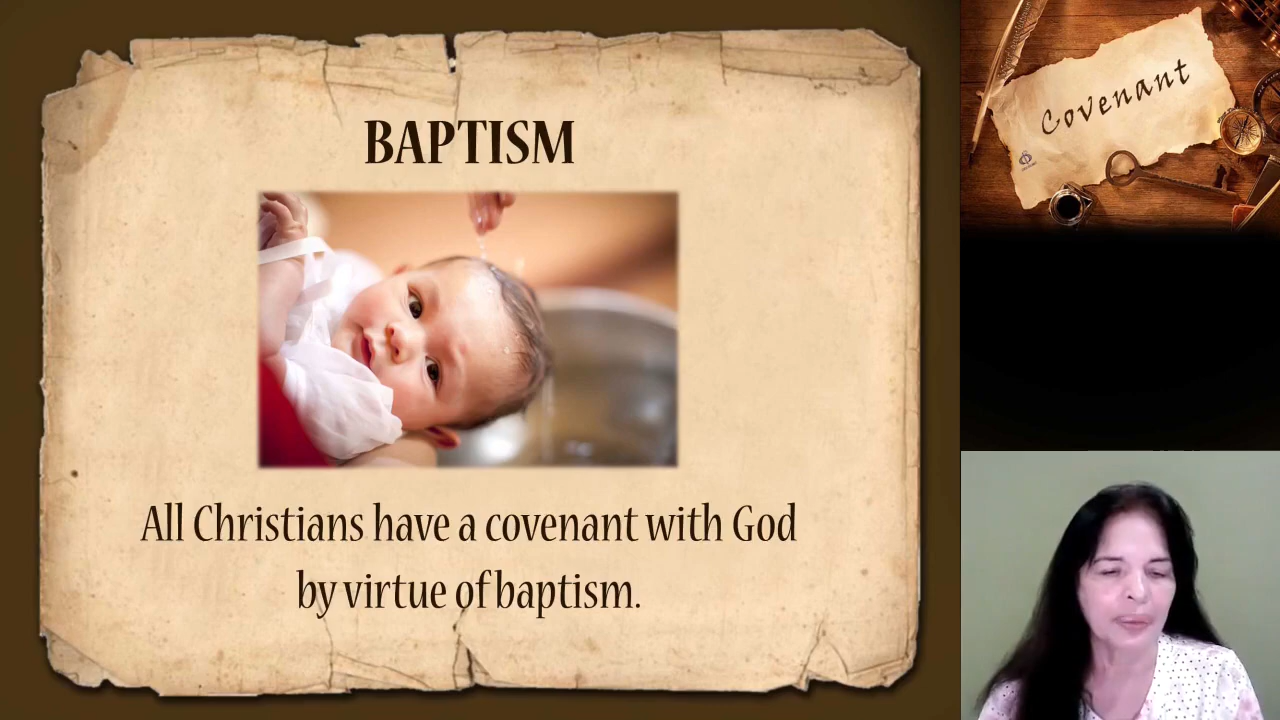 BAPTISM
All Christians have a covenant with God
by virtue of baptism.
Covenant